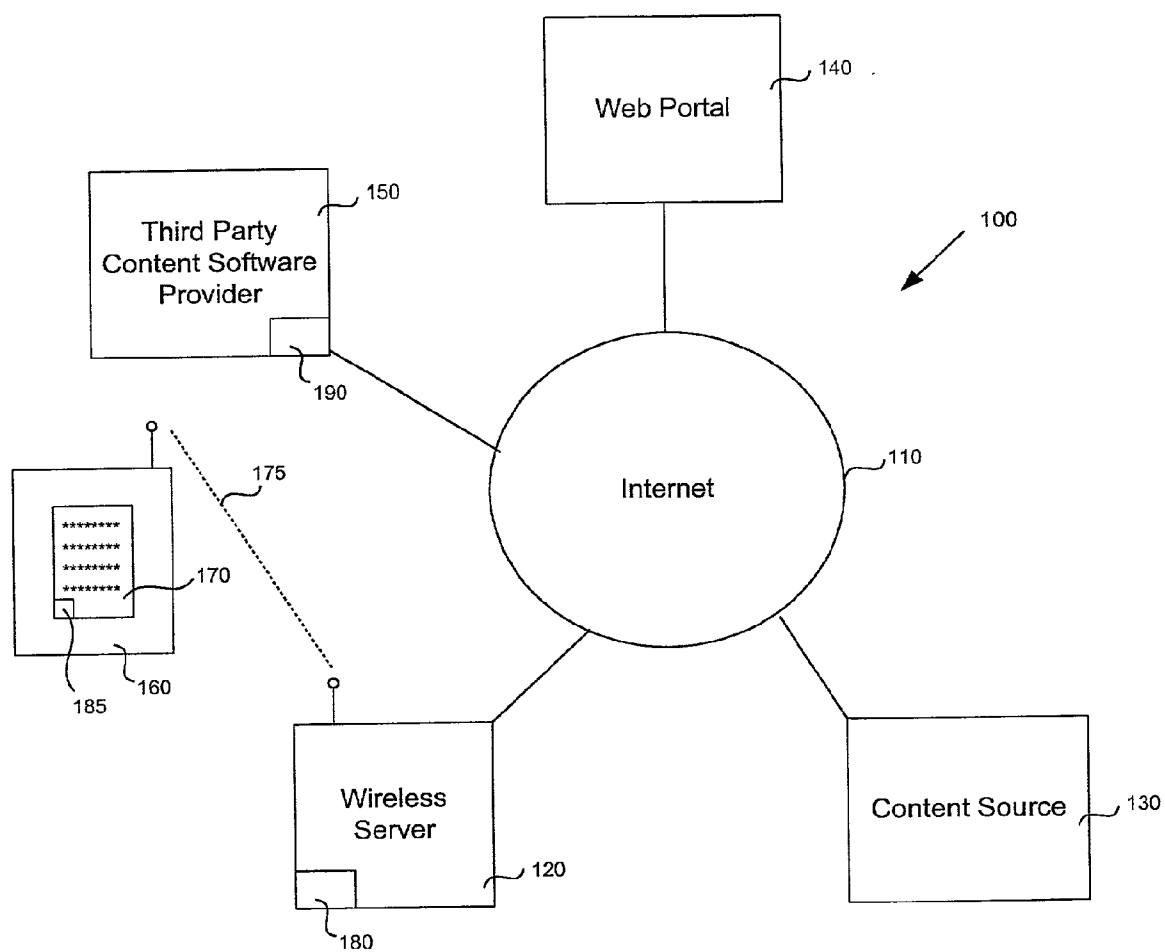 140
Web Portal
150
Third Party
Content Software
Provider
100
190
175
110
Internet
********
********
********
********
170
185
160
Wireless
Server
120
180
Content Source
130